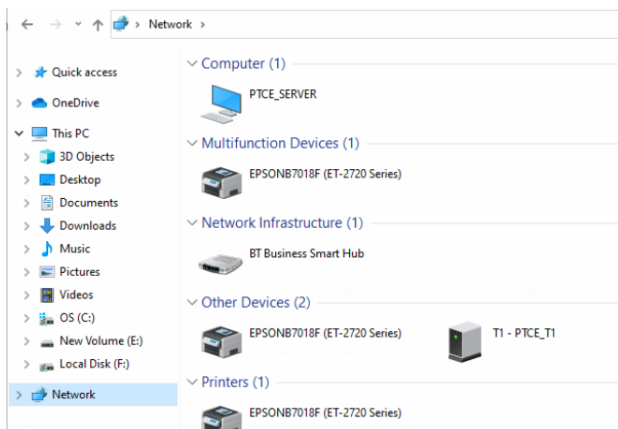 Network
Quick access
OneDrive
This PC
3D Objects
Desktop
Documents
Downloads
Music
Pictures
Videos
OS (C:)
New Volume (E:)
Local Disk (F:)
Network
Computer (1)
PTCE_SERVER
Multifunction Devices (1)
EPSONB7018F (ET-2720 Series)
Network Infrastructure (1)
BT Business Smart Hub
Other Devices (2)
EPSONB7018F (ET-2720 Series) T1 - PTCE_T1
Printers (1)
EPSONB7018F (ET-2720 Series)